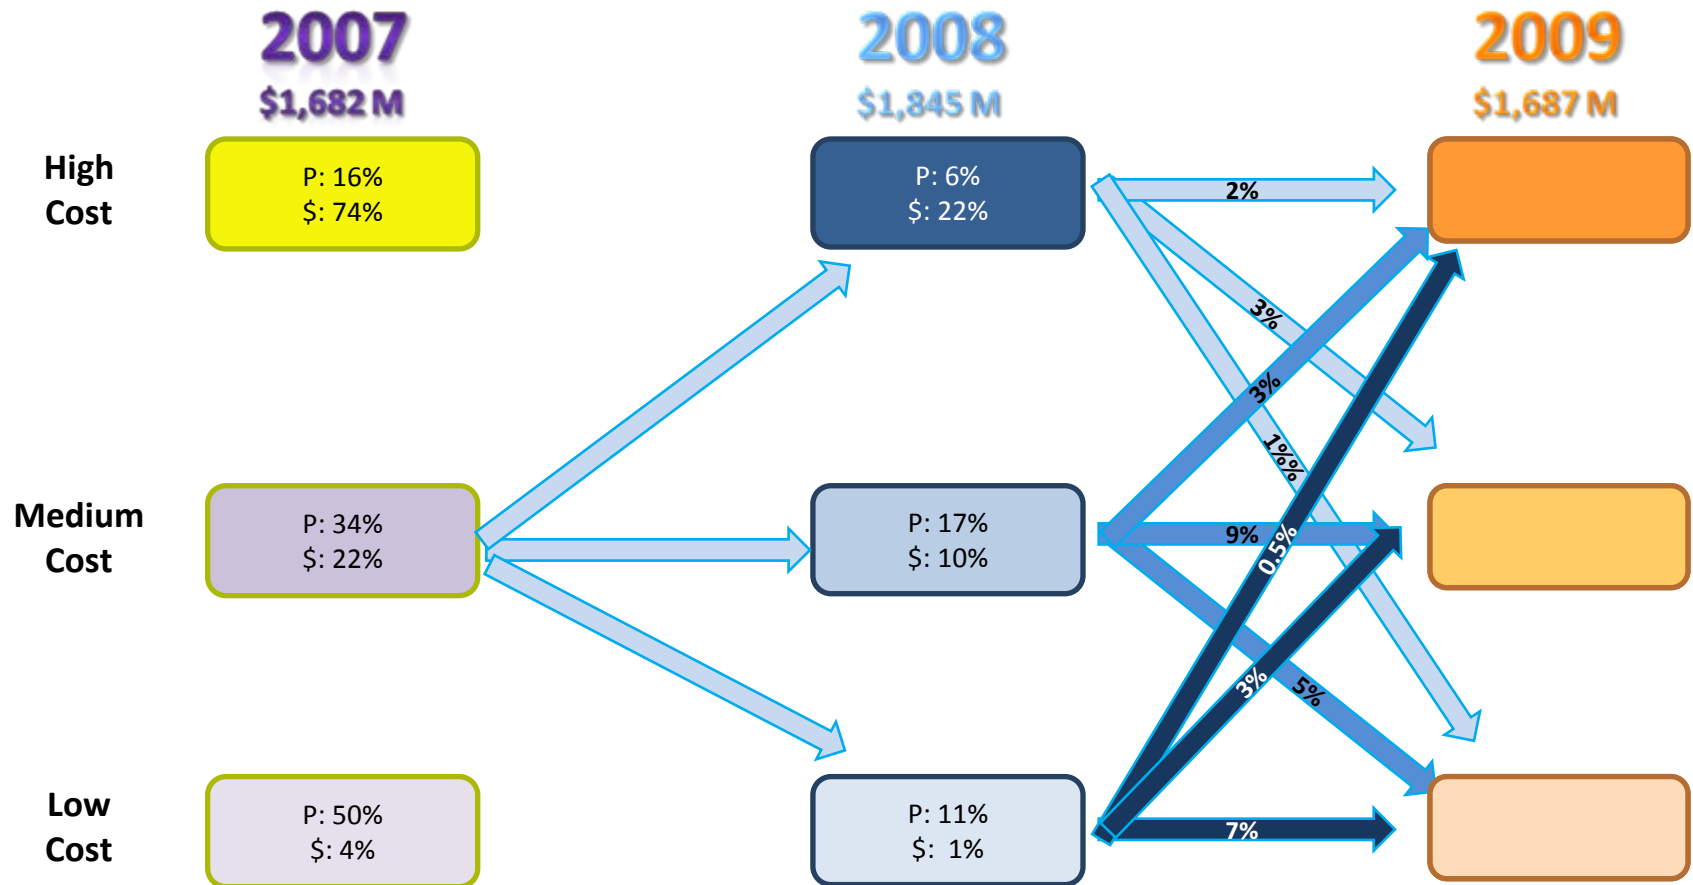 2007
$1,682 M
2008
$1,845 M
2009
$1,687 M
High
Cost
P: 16%
$: 74%
P: 6%
$: 22%
2%
3%
3%
1%%
Medium
Cost
P: 34%
$: 22%
P: 17%
$: 10%
9%
0.5%
3%
5%
Low
Cost
P: 50%
$: 4%
P: 11%
$: 1%
7%